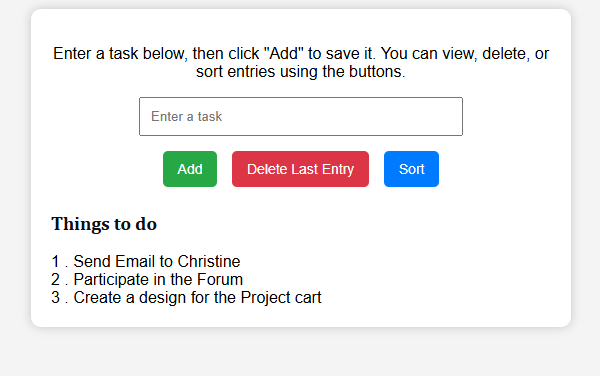 Enter a task below, then click "Add" to save it. You can view, delete, or
sort entries using the buttons.
Enter a task
Add Delete Last Entry Sort
Things to do
1 . Send Email to Christine
2 . Participate in the Forum
3 . Create a design for the Project cart